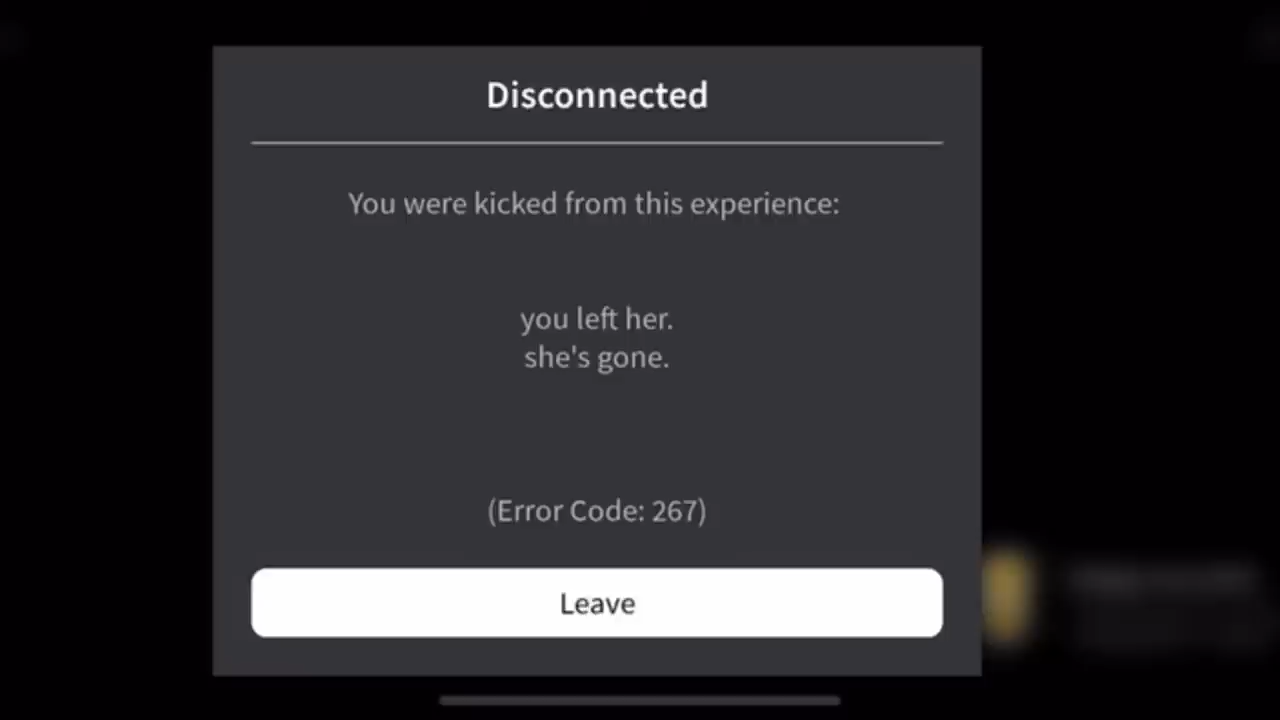 Disconnected
You were kicked from this experience:
you left her.
she's gone.
(Error Code: 267)
Leave